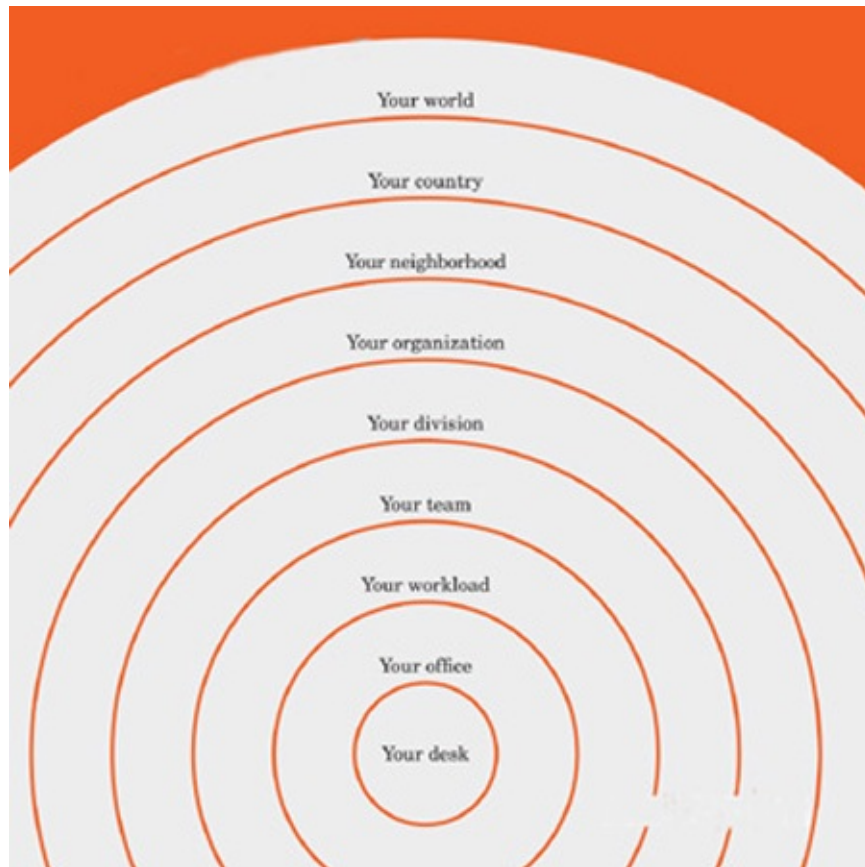 Your world
Your country
Your neighborhood
Your organization
Your division
Your team
Your workload
Your office
Your desk